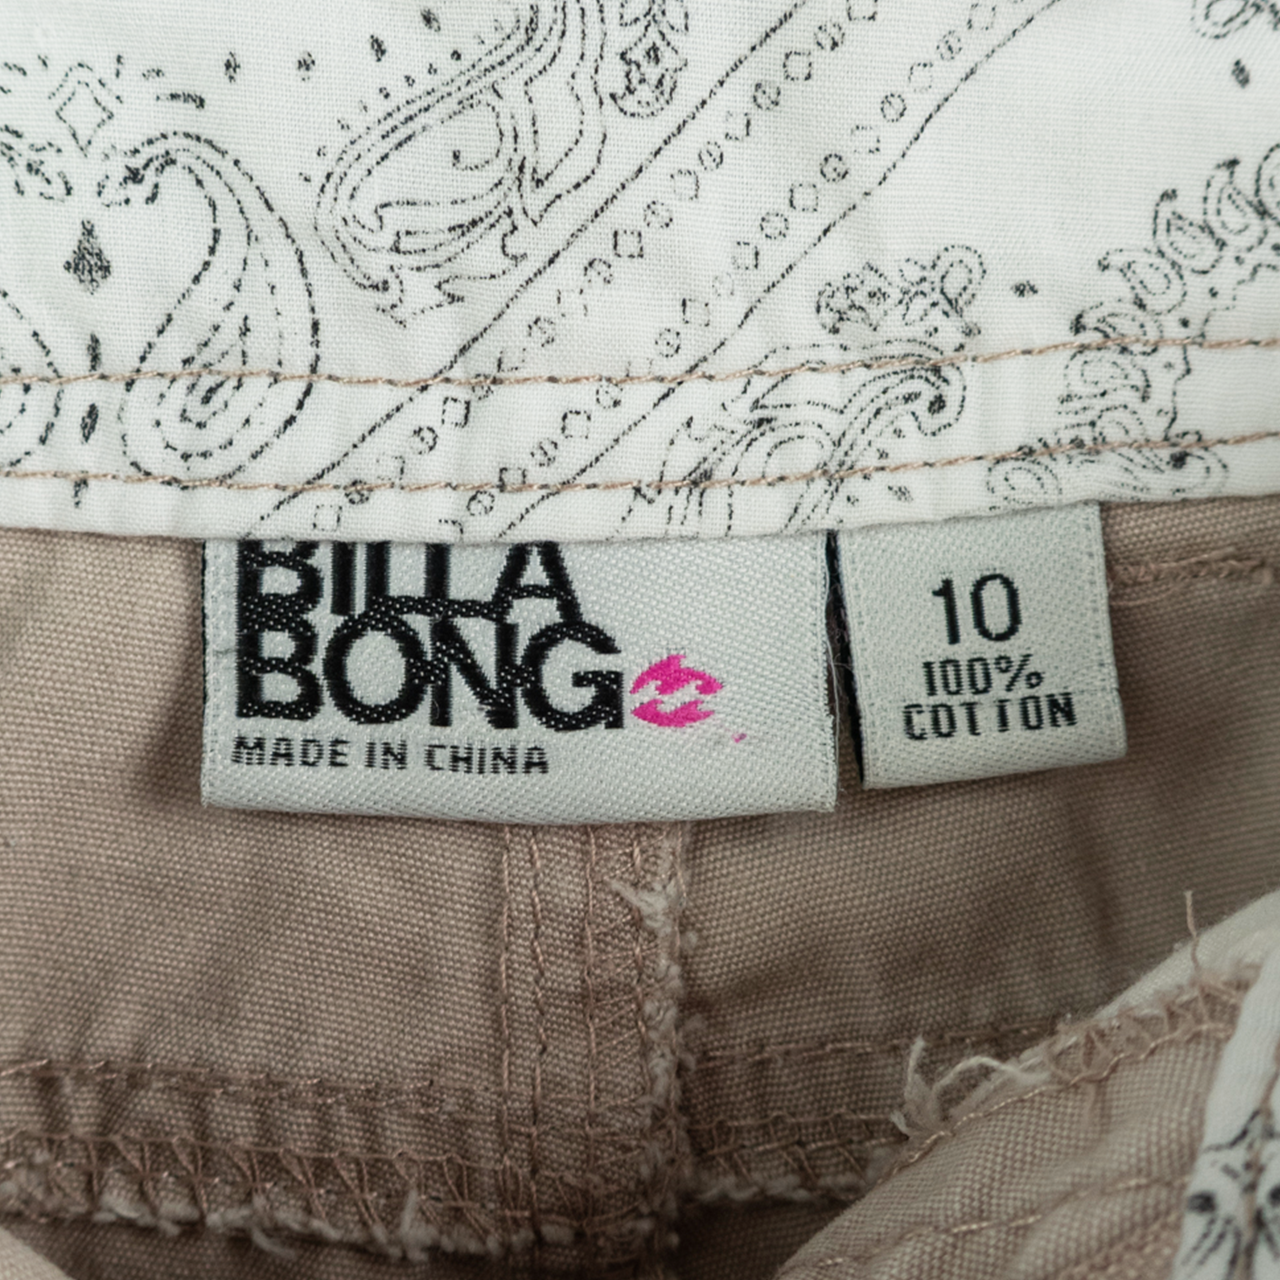 BILLA
BONG
MADE IN CHINA
10
100%
COTTON